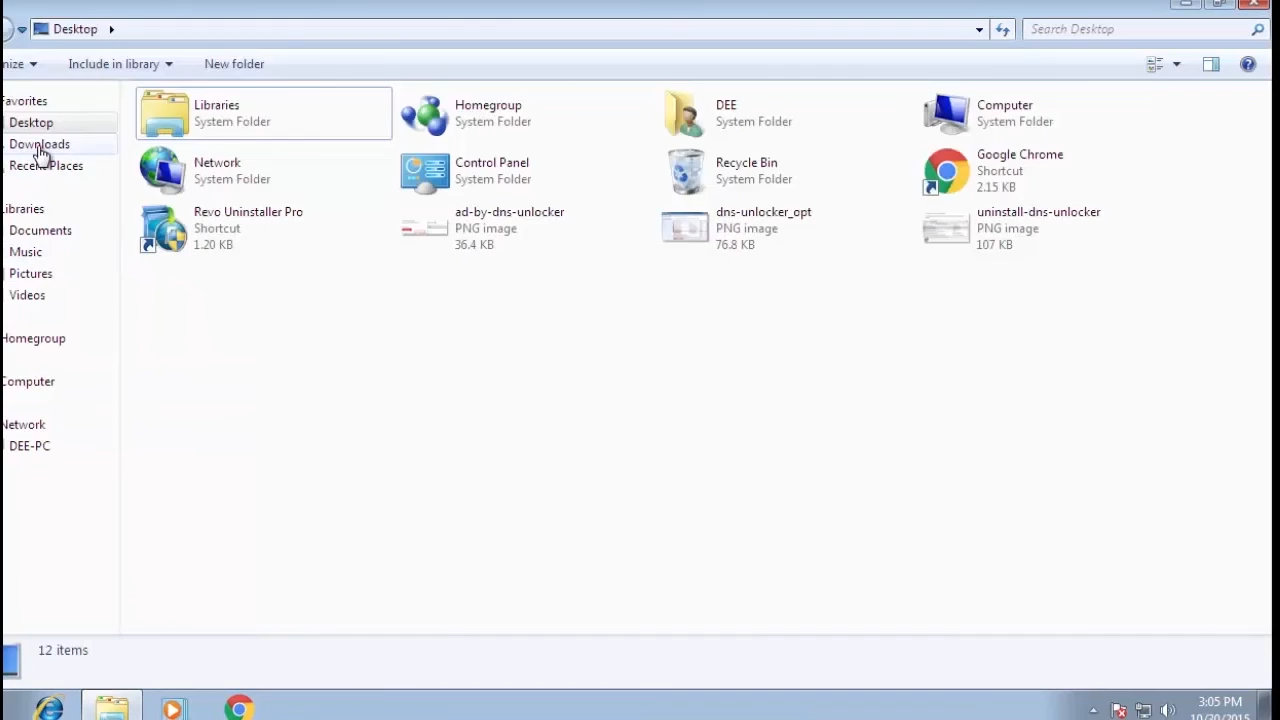 Desktop
Search Desktop
nize
Include in library
New folder
avorites
Desktop
Downloads
Recent Places
ibraries
Documents
Music
Pictures
Videos
Homegroup
Computer
Network
DEE-PC
Libraries
System Folder
Homegroup
System Folder
DEE
System Folder
Computer
System Folder
Network
System Folder
Control Panel
System Folder
Recycle Bin
System Folder
Google Chrome
Shortcut
2.15 KB
Revo Uninstaller Pro
Shortcut
1.20 KB
ad-by-dns-unlocker
PNG image
36.4 KB
dns-unlocker_opt
PNG image
76.8 KB
uninstall-dns-unlocker
PNG image
107 KB
12 items
3:05 PM
10/20/2015